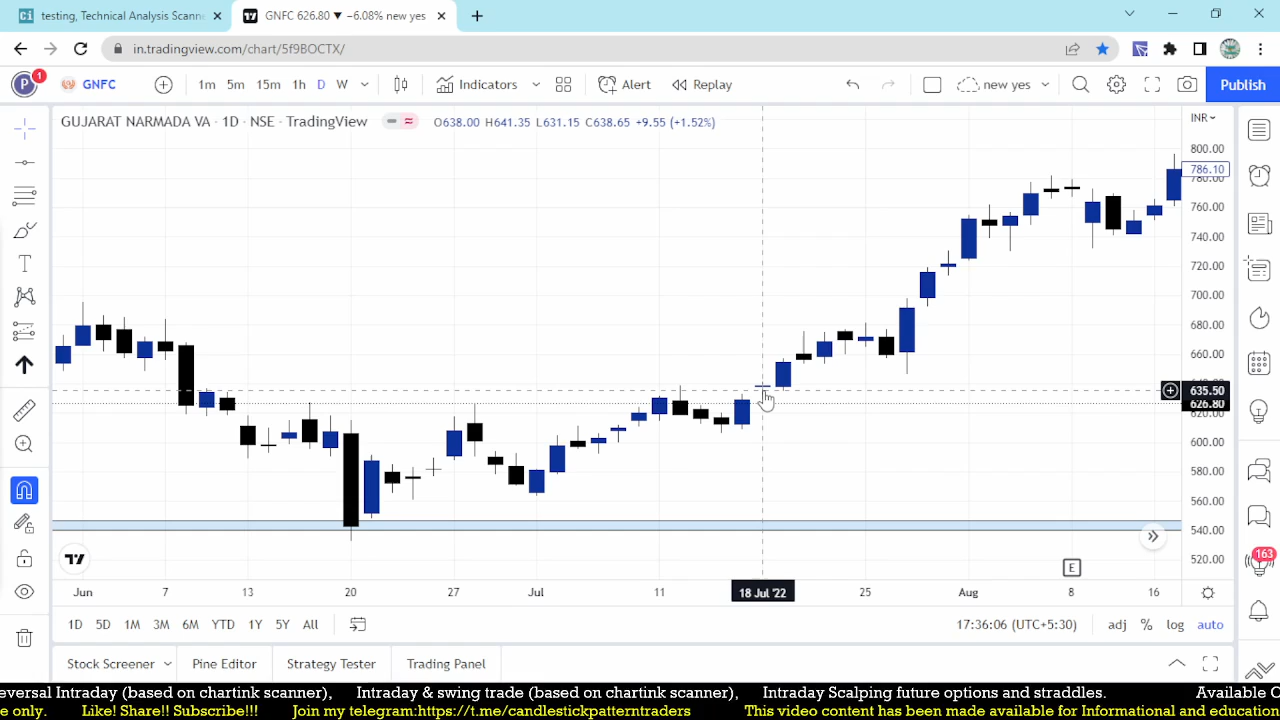 testing, Technical Analysis Scann
GNFC 626.80 ▼ −6.08% new yes
in.tradingview.com/chart/5f9BOCTX/
P 1 GNFC 1m 5m 15m 1h D W Indicators Alert Replay new yes Publish
GUJARAT NARMADA VA · 1D · NSE · TradingView O638.00 H641.35 L631.15 C638.65 +9.55 (+1.52%)
INR
800.00
786.10
780.00
760.00
740.00
720.00
700.00
680.00
660.00
635.50
626.80
620.00
600.00
580.00
560.00
540.00
520.00
E
163
Jun 7 13 20 27 Jul 11 18 Jul '22 25 Aug 8 16
1D 5D 1M 3M 6M YTD 1Y 5Y All 17:36:06 (UTC+5:30) adj % log auto
Stock Screener Pine Editor Strategy Tester Trading Panel
eversal Intraday (based on chartink scanner), Intraday & swing trade (based on chartink scanner), Intraday Scalping future options and straddles. Available
e only. Like! Share!! Subscribe!!! Join my telegram:https://t.me/candlestickpatterntraders This video content has been made available for Informational and education